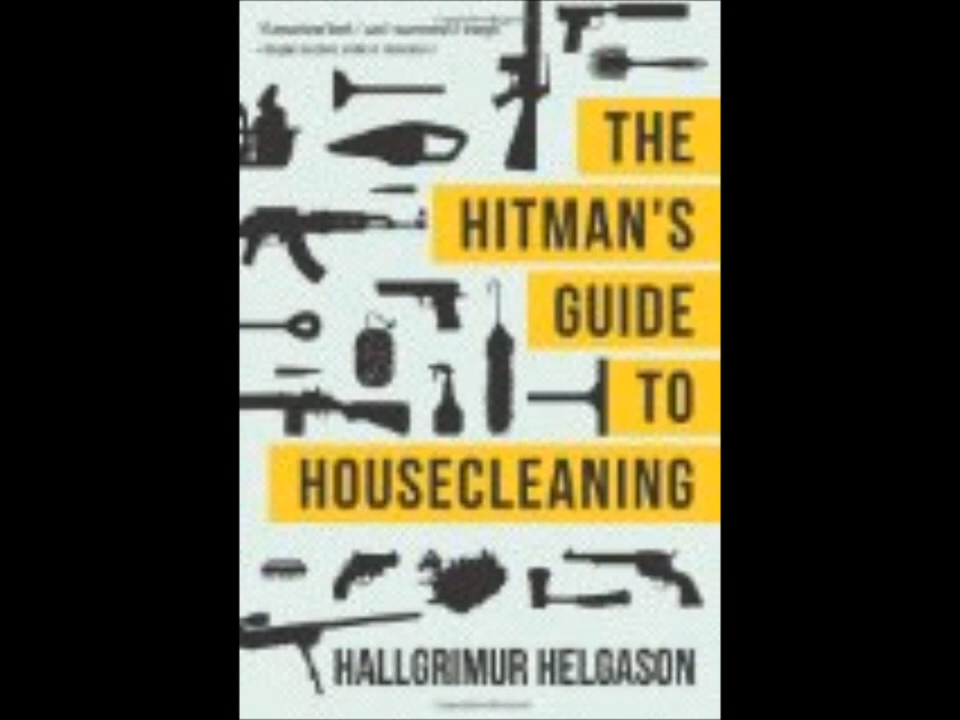 THE
HITMAN'S
GUIDE
TO
HOUSECLEANING
HALLGRIMUR HELGASON